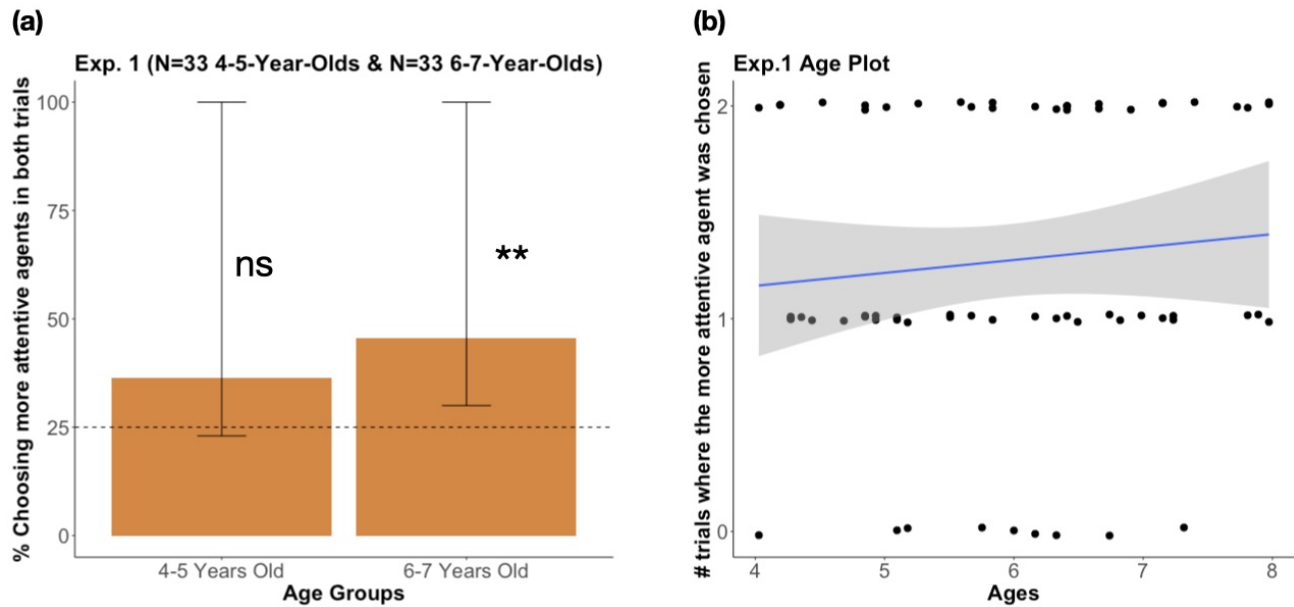 (a)
Exp. 1 (N=33 4-5-Year-Olds & N=33 6-7-Year-Olds)
% Choosing more attentive agents in both trials
100
75
50
25
0
ns
**
4-5 Years Old
6-7 Years Old
Age Groups
(b)
Exp.1 Age Plot
# trials where the more attentive agent was chosen
2
1
0
4
5
6
7
8
Ages